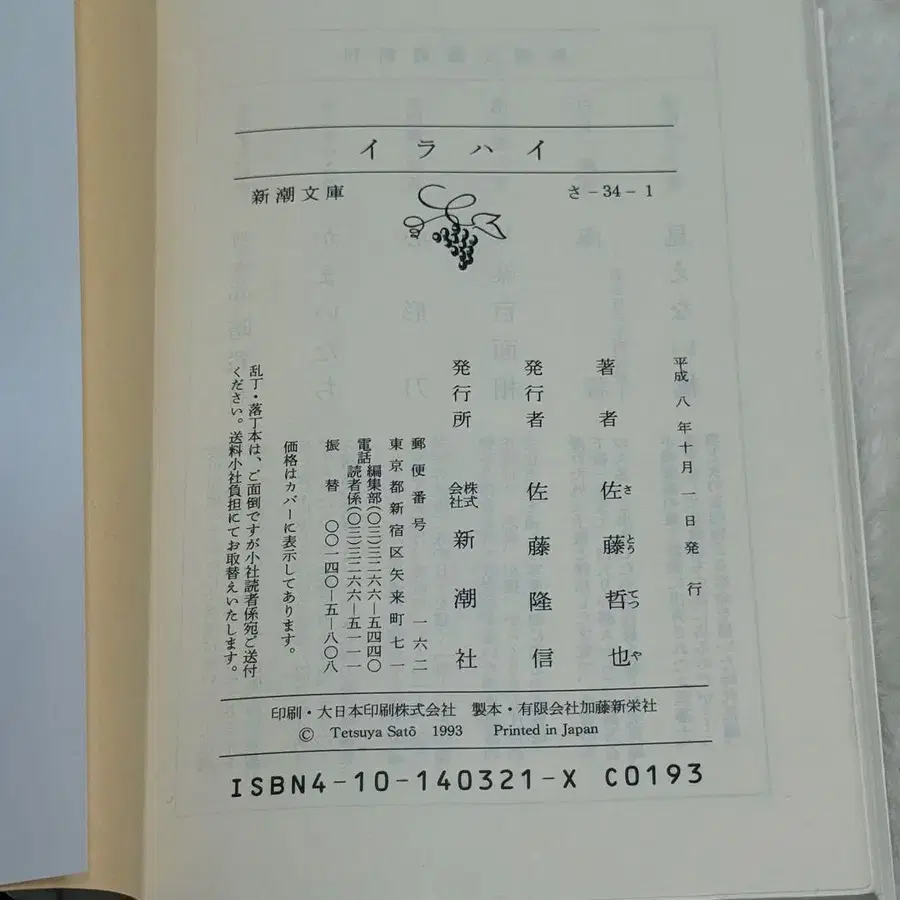 イラハイ
新潮文庫
さ-34-1
平成八年十月一日発行
著者 佐藤哲也
さとうてつや
発行者 佐藤隆信
発行所 株式会社 新潮社
郵便番号 一六二
東京都新宿区矢来町七一
電話 編集部(〇三)三二六六-五四四〇
読者係(〇三)三二六六-五一一一
振替 〇〇一四〇-五-八〇八
価格はカバーに表示してあります。
乱丁・落丁本は、ご面倒ですが小社読者係宛ご送付
ください。送料小社負担にてお取替えいたします。
印刷・大日本印刷株式会社 製本・有限会社加藤新栄社
© Tetsuya Satō 1993 Printed in Japan
ISBN4-10-140321-X C0193